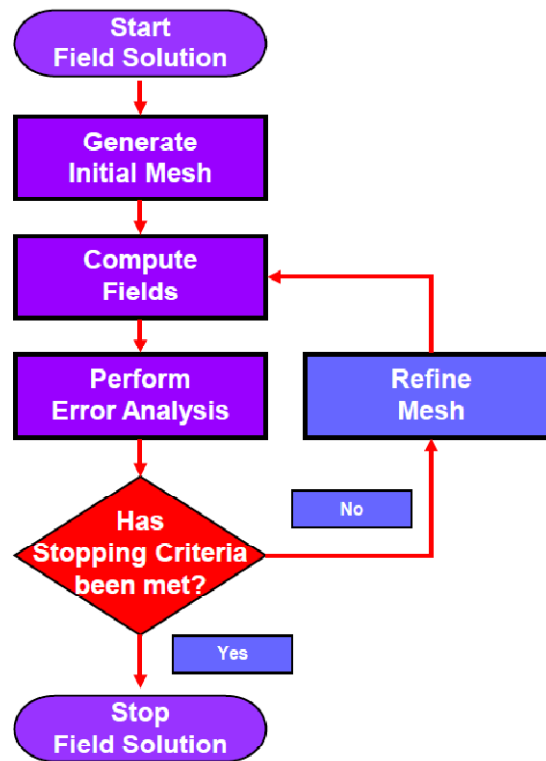 Start
Field Solution
Generate
Initial Mesh
Compute
Fields
Perform
Error Analysis
Refine
Mesh
Has
Stopping Criteria
been met?
No
Yes
Stop
Field Solution